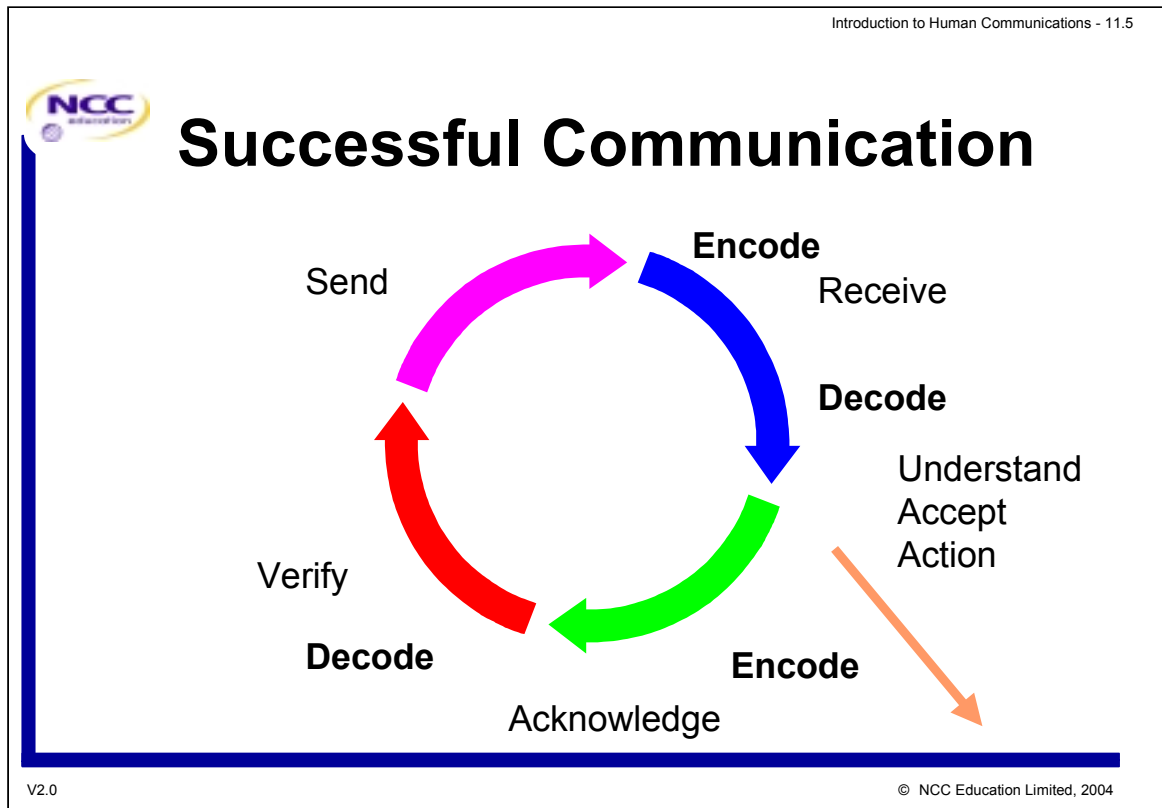 Introduction to Human Communications - 11.5
NCC
education
Successful Communication
Encode
Send
Receive
Decode
Understand
Accept
Action
Verify
Decode
Encode
Acknowledge
V2.0
© NCC Education Limited, 2004